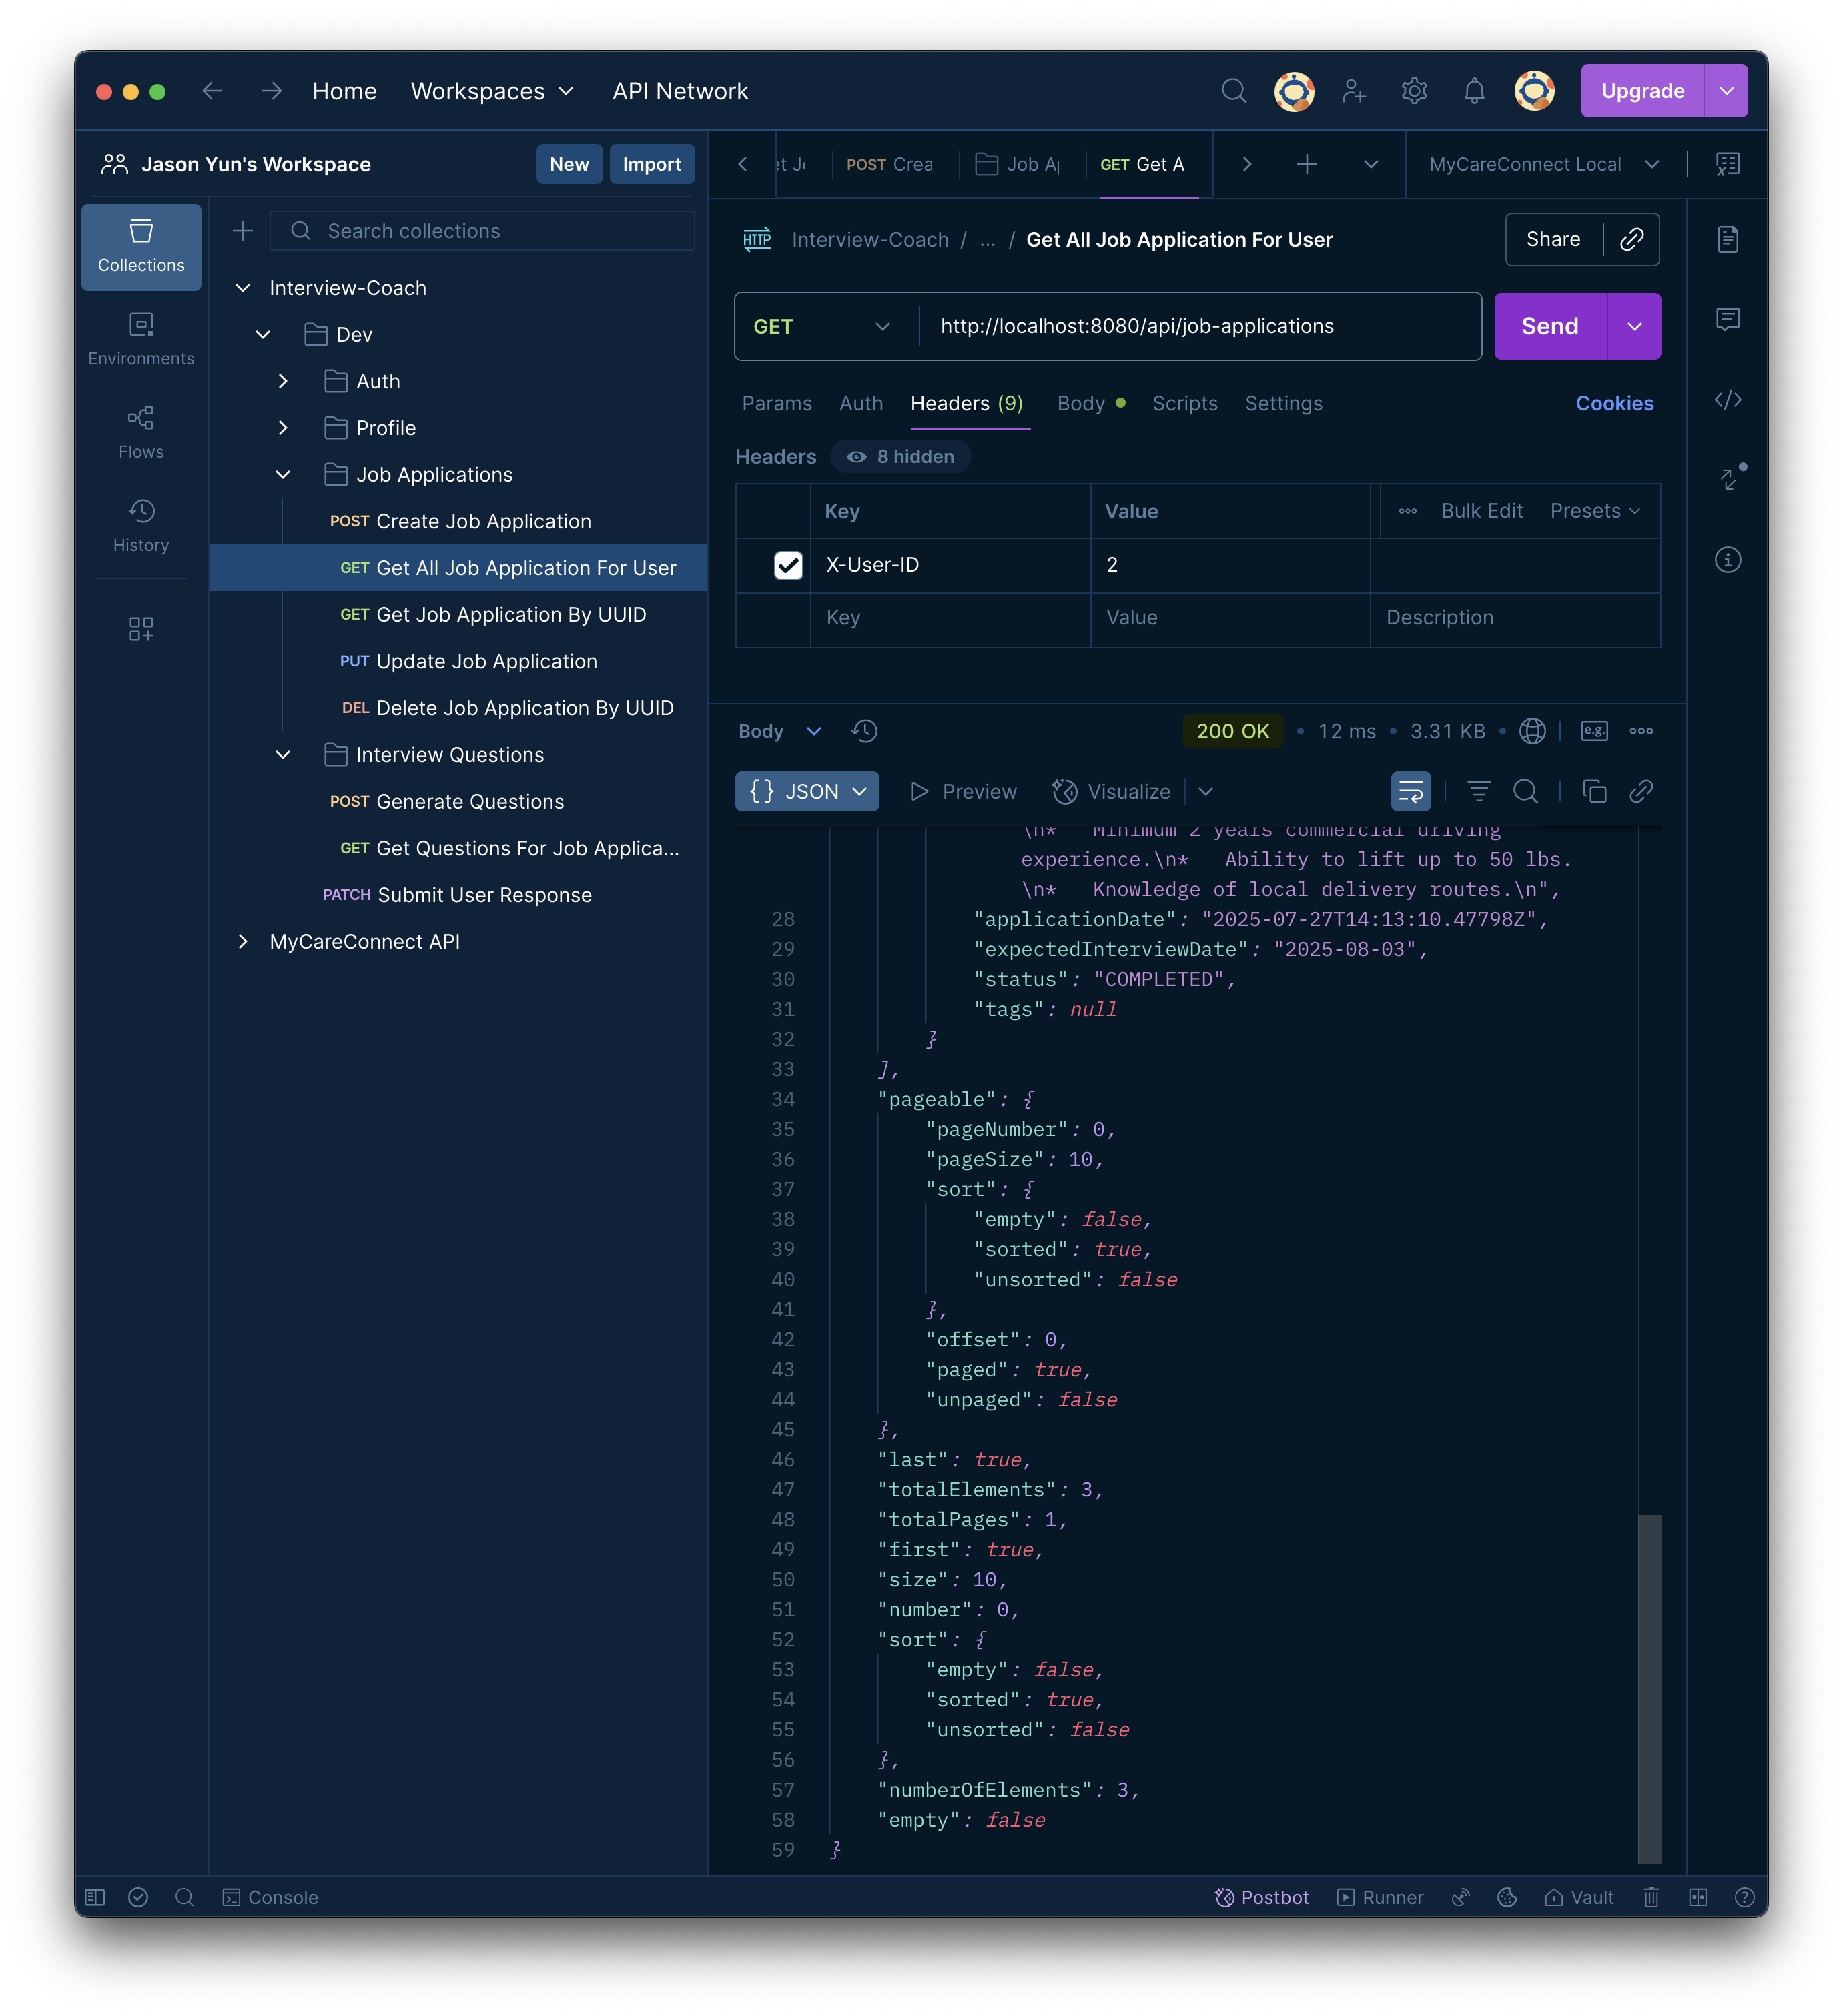 Home Workspaces API Network Upgrade
Jason Yun's Workspace New Import
POST Crea Job A GET Get A MyCareConnect Local
Collections
Environments
Flows
History
Search collections
Interview-Coach
Dev
Auth
Profile
Job Applications
POST Create Job Application
GET Get All Job Application For User
GET Get Job Application By UUID
PUT Update Job Application
DEL Delete Job Application By UUID
Interview Questions
POST Generate Questions
GET Get Questions For Job Applica...
PATCH Submit User Response
MyCareConnect API
HTTP Interview-Coach / ... / Get All Job Application For User Share
GET http://localhost:8080/api/job-applications Send
Params Auth Headers (9) Body Scripts Settings Cookies
Headers 8 hidden
Key Value Bulk Edit Presets
X-User-ID 2
Key Value Description
Body 200 OK • 12 ms • 3.31 KB • e.g.
{} JSON Preview Visualize
\n*   Minimum 2 years commercial driving
experience.\n*   Ability to lift up to 50 lbs.
\n*   Knowledge of local delivery routes.\n",
28 "applicationDate": "2025-07-27T14:13:10.47798Z",
29 "expectedInterviewDate": "2025-08-03",
30 "status": "COMPLETED",
31 "tags": null
32 }
33 ],
34 "pageable": {
35 "pageNumber": 0,
36 "pageSize": 10,
37 "sort": {
38 "empty": false,
39 "sorted": true,
40 "unsorted": false
41 },
42 "offset": 0,
43 "paged": true,
44 "unpaged": false
45 },
46 "last": true,
47 "totalElements": 3,
48 "totalPages": 1,
49 "first": true,
50 "size": 10,
51 "number": 0,
52 "sort": {
53 "empty": false,
54 "sorted": true,
55 "unsorted": false
56 },
57 "numberOfElements": 3,
58 "empty": false
59 }
Console Postbot Runner Vault